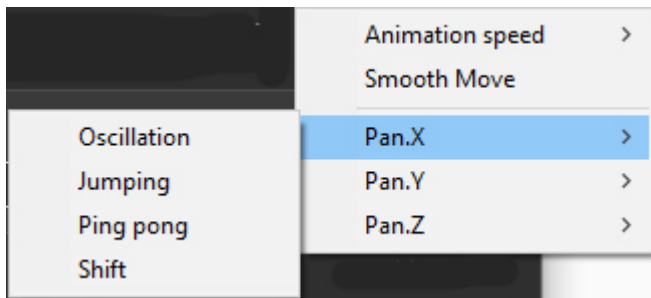 Animation speed
Smooth Move
Pan.X
Pan.Y
Pan.Z
Oscillation
Jumping
Ping pong
Shift